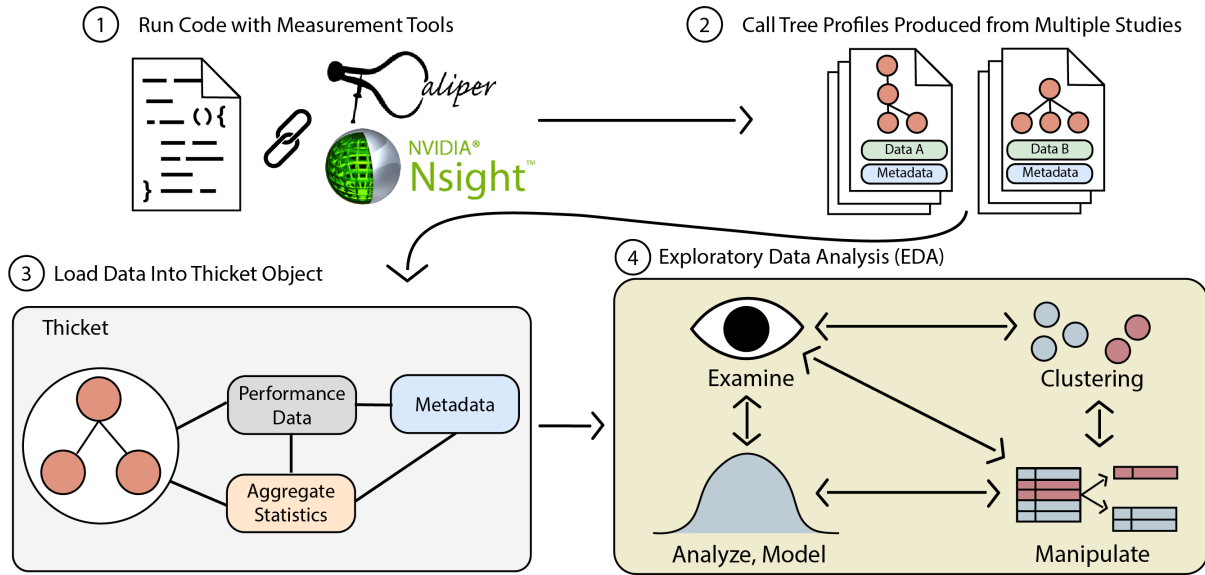 1 Run Code with Measurement Tools
( ) {
}
aliper
NVIDIA®
Nsight™
2 Call Tree Profiles Produced from Multiple Studies
Data A
Metadata
Data B
Metadata
3 Load Data Into Thicket Object
Thicket
Performance
Data
Metadata
Aggregate
Statistics
4 Exploratory Data Analysis (EDA)
Examine
Clustering
Analyze, Model
Manipulate